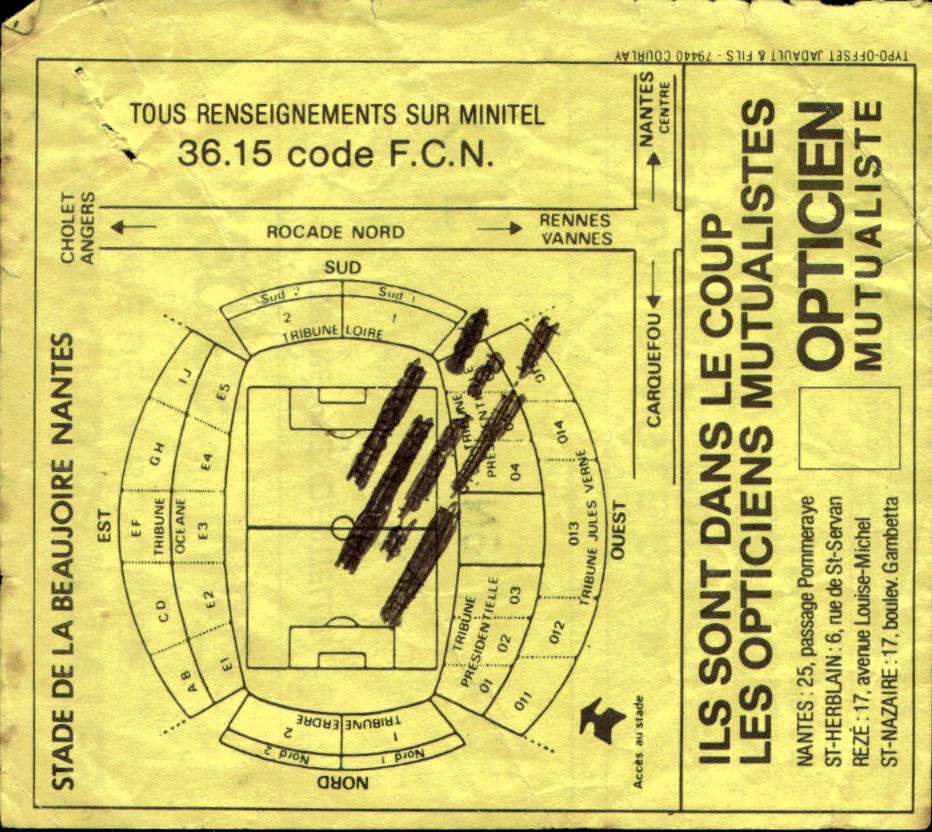 TYPO-OFFSET JADAULT & FILS - 79440 COURLAY
TOUS RENSEIGNEMENTS SUR MINITEL
36.15 code F.C.N.
NANTES
CENTRE
CHOLET
ANGERS
ROCADE NORD
RENNES
VANNES
CARQUEFOU
STADE DE LA BEAUJOIRE NANTES
SUD
Sud 2
Sud 1
2
1
TRIBUNE LOIRE
EST
IJ
GH
EF
CD
AB
TRIBUNE
OCEANE
E5
E4
E3
E2
E1
TRIBUNE
04
TRIBUNE
PRESIDENTIELLE
03
02
01
014
013
012
011
TRIBUNE JULES VERNE
OUEST
TRIBUNE ERDRE
1
2
Nord 1
Nord 2
NORD
Accès au stade
ILS SONT DANS LE COUP
LES OPTICIENS MUTUALISTES
OPTICIEN
MUTUALISTE
NANTES : 25, passage Pommeraye
ST-HERBLAIN : 6, rue de St-Servan
REZÉ : 17, avenue Louise-Michel
ST-NAZAIRE : 17, boulev. Gambetta